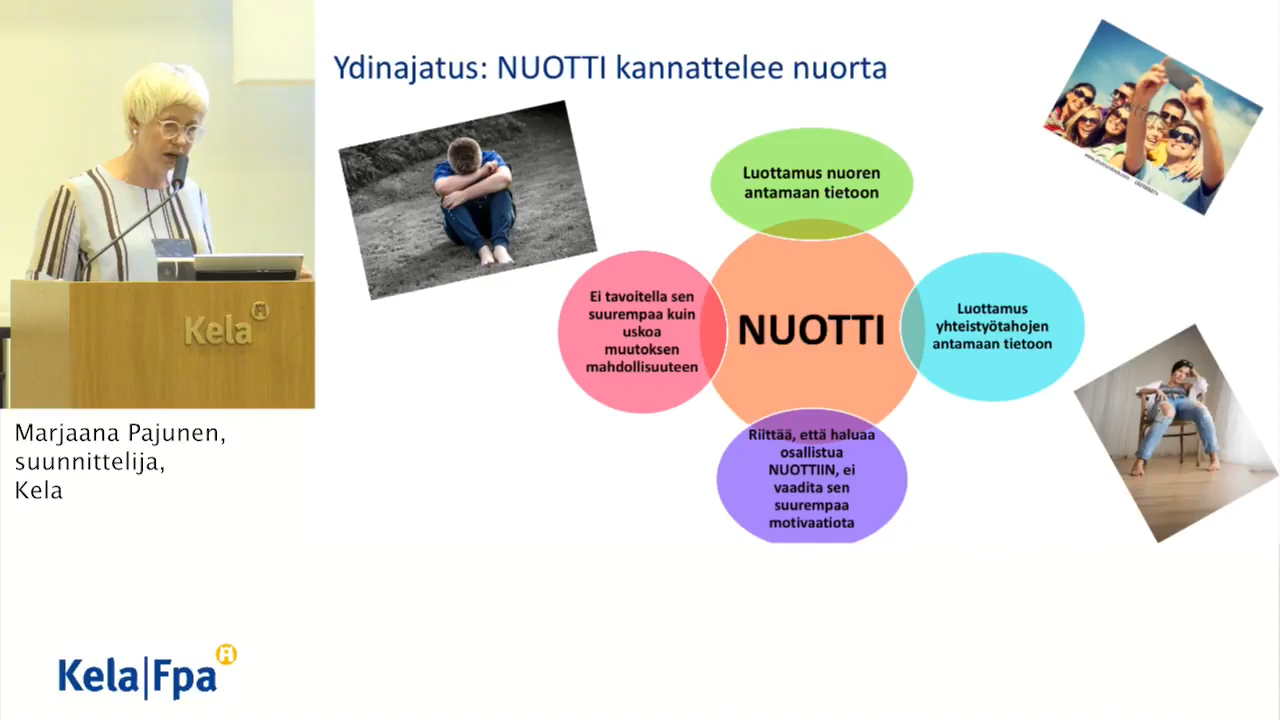 Ydinajatus: NUOTTI kannattelee nuorta
Luottamus nuoren
antamaan tietoon
Ei tavoitella sen
suurempaa kuin
uskoa
muutoksen
mahdollisuuteen
NUOTTI
Luottamus
yhteistyötahojen
antamaan tietoon
Riittää, että haluaa
osallistua
NUOTTIIN, ei
vaadita sen
suurempaa
motivaatiota
Kela
Marjaana Pajunen,
suunnittelija,
Kela
Kela|Fpa